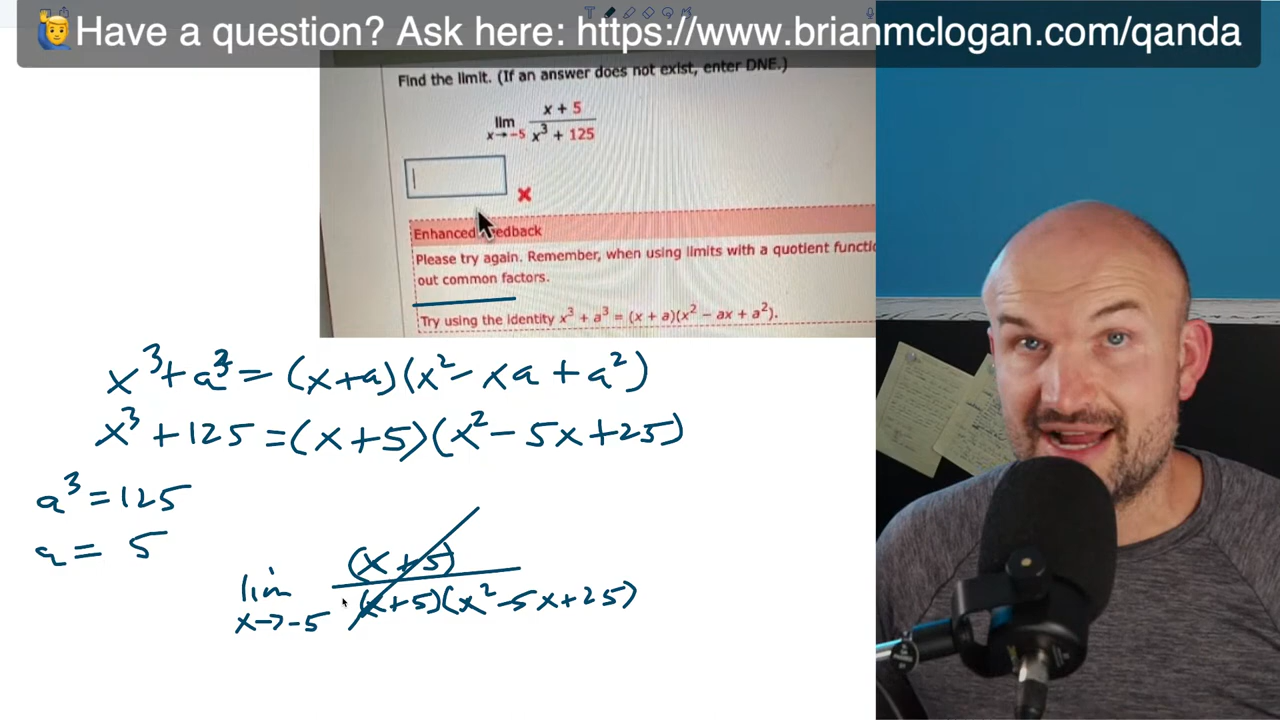 🙋‍♂️Have a question? Ask here: https://www.brianmclogan.com/qanda
Find the limit. (If an answer does not exist, enter DNE.)
lim x→-5 (x + 5)/(x³ + 125)
Enhanced Feedback
Please try again. Remember, when using limits with a quotient functi
out common factors.
Try using the identity x³ + a³ = (x + a)(x² − ax + a²).
x³+a³=(x+a)(x²-xa+a²)
x³+125=(x+5)(x²-5x+25)
a³=125
a= 5
lim x→-5 (x+5)/(x+5)(x²-5x+25)